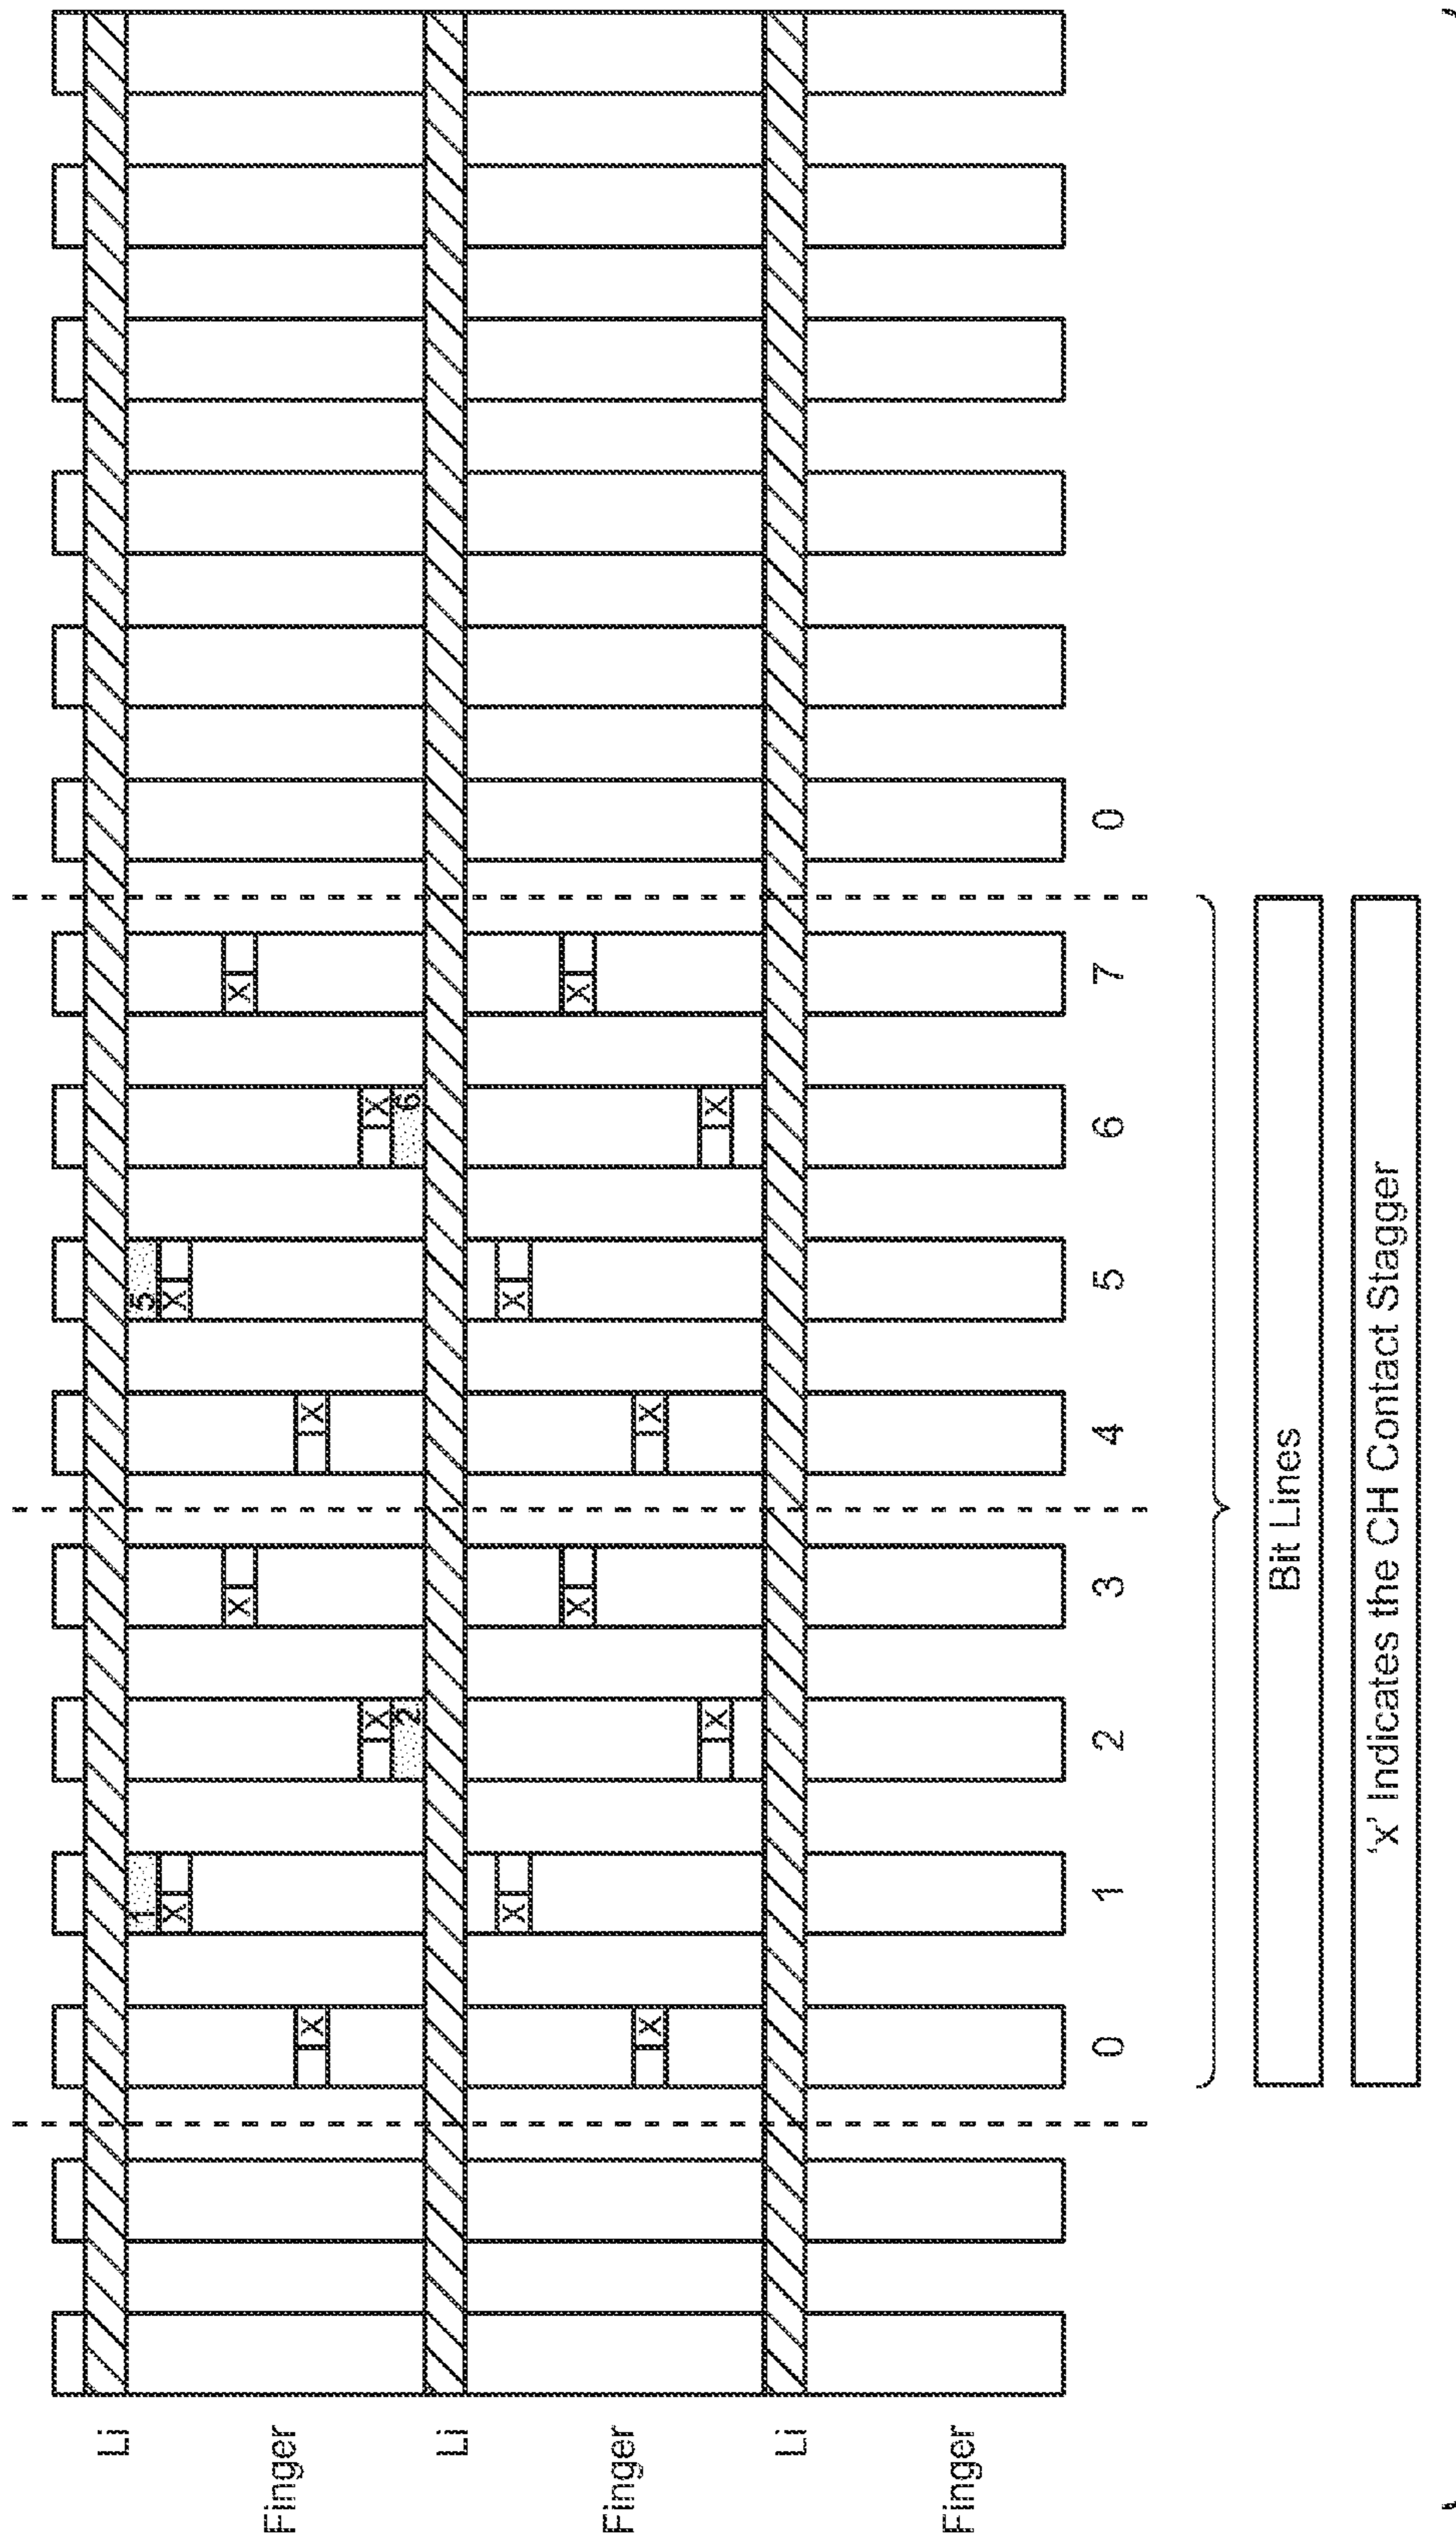 Li
1 5
X X
X X
Finger
X X
X X
2 6
Li
X X
X X
Finger
X X
X X
Li
Finger
0 1 2 3 4 5 6 7 0
Bit Lines
'x' Indicates the CH Contact Stagger